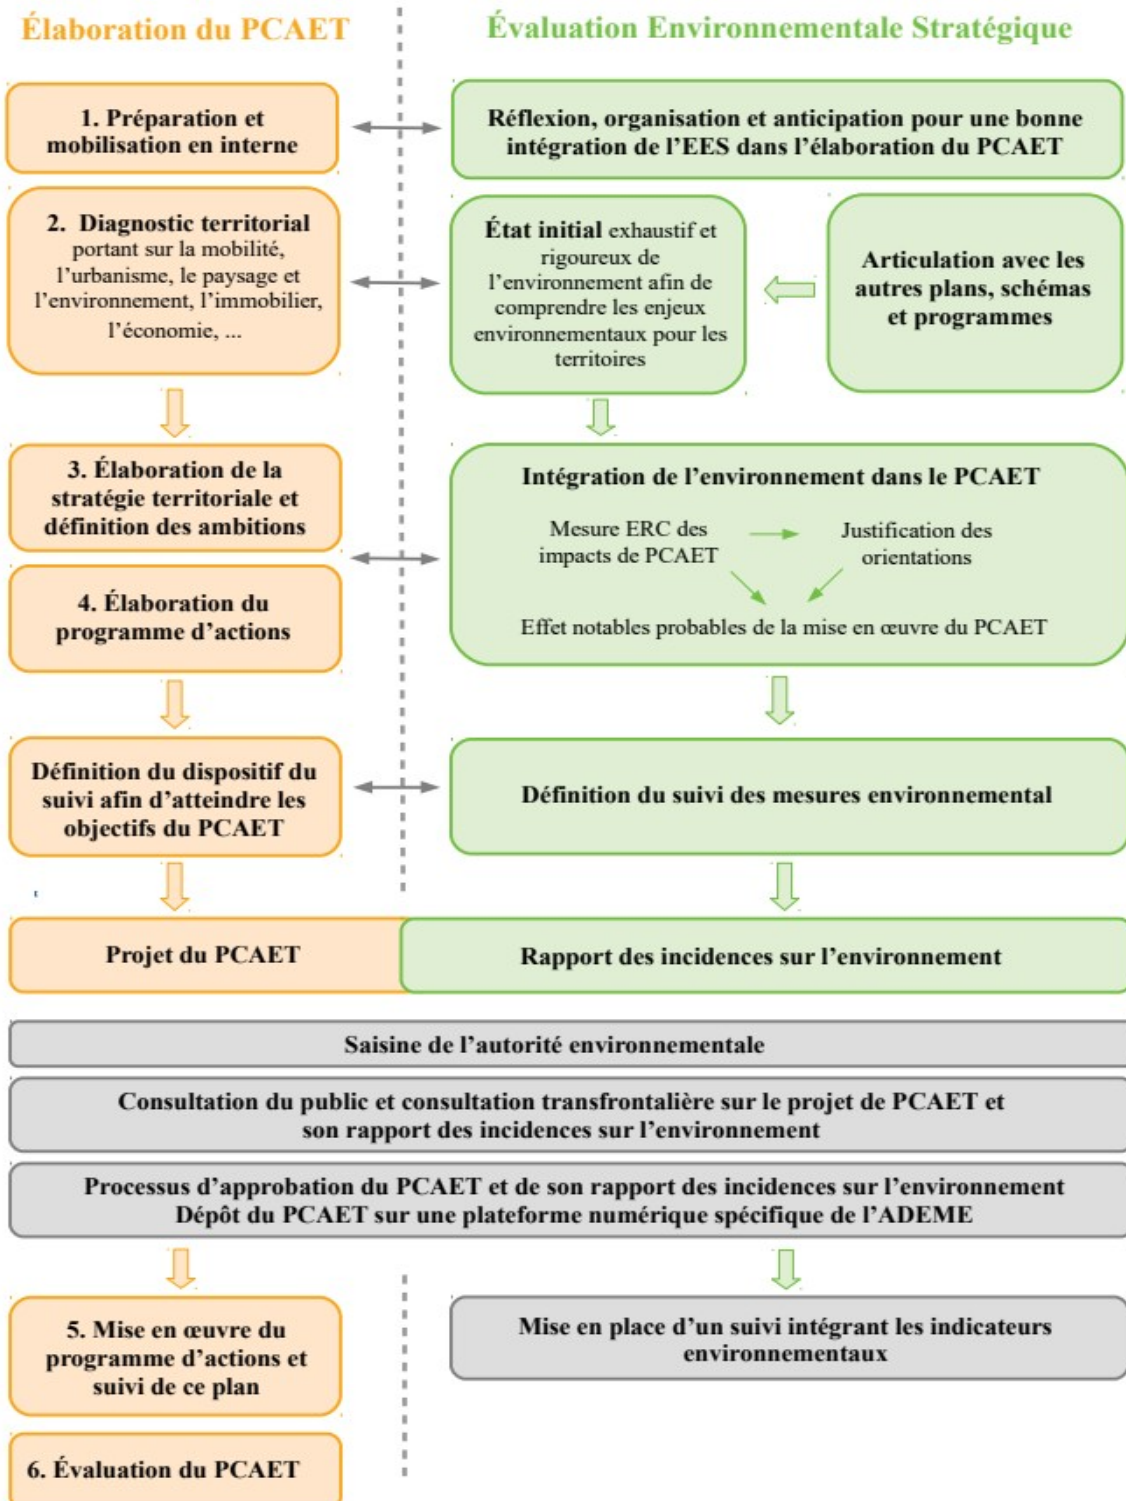 Élaboration du PCAET
Évaluation Environnementale Stratégique
1. Préparation et
mobilisation en interne
Réflexion, organisation et anticipation pour une bonne
intégration de l'EES dans l'élaboration du PCAET
2. Diagnostic territorial
portant sur la mobilité,
l'urbanisme, le paysage et
l'environnement, l'immobilier,
l'économie, ...
État initial exhaustif et
rigoureux de
l'environnement afin de
comprendre les enjeux
environnementaux pour les
territoires
Articulation avec les
autres plans, schémas
et programmes
3. Élaboration de la
stratégie territoriale et
définition des ambitions
4. Élaboration du
programme d'actions
Intégration de l'environnement dans le PCAET
Mesure ERC des
impacts de PCAET
Justification des
orientations
Effet notables probables de la mise en œuvre du PCAET
Définition du dispositif du
suivi afin d'atteindre les
objectifs du PCAET
Définition du suivi des mesures environnemental
Projet du PCAET
Rapport des incidences sur l'environnement
Saisine de l'autorité environnementale
Consultation du public et consultation transfrontalière sur le projet de PCAET et
son rapport des incidences sur l'environnement
Processus d'approbation du PCAET et de son rapport des incidences sur l'environnement
Dépôt du PCAET sur une plateforme numérique spécifique de l'ADEME
5. Mise en œuvre du
programme d'actions et
suivi de ce plan
Mise en place d'un suivi intégrant les indicateurs
environnementaux
6. Évaluation du PCAET